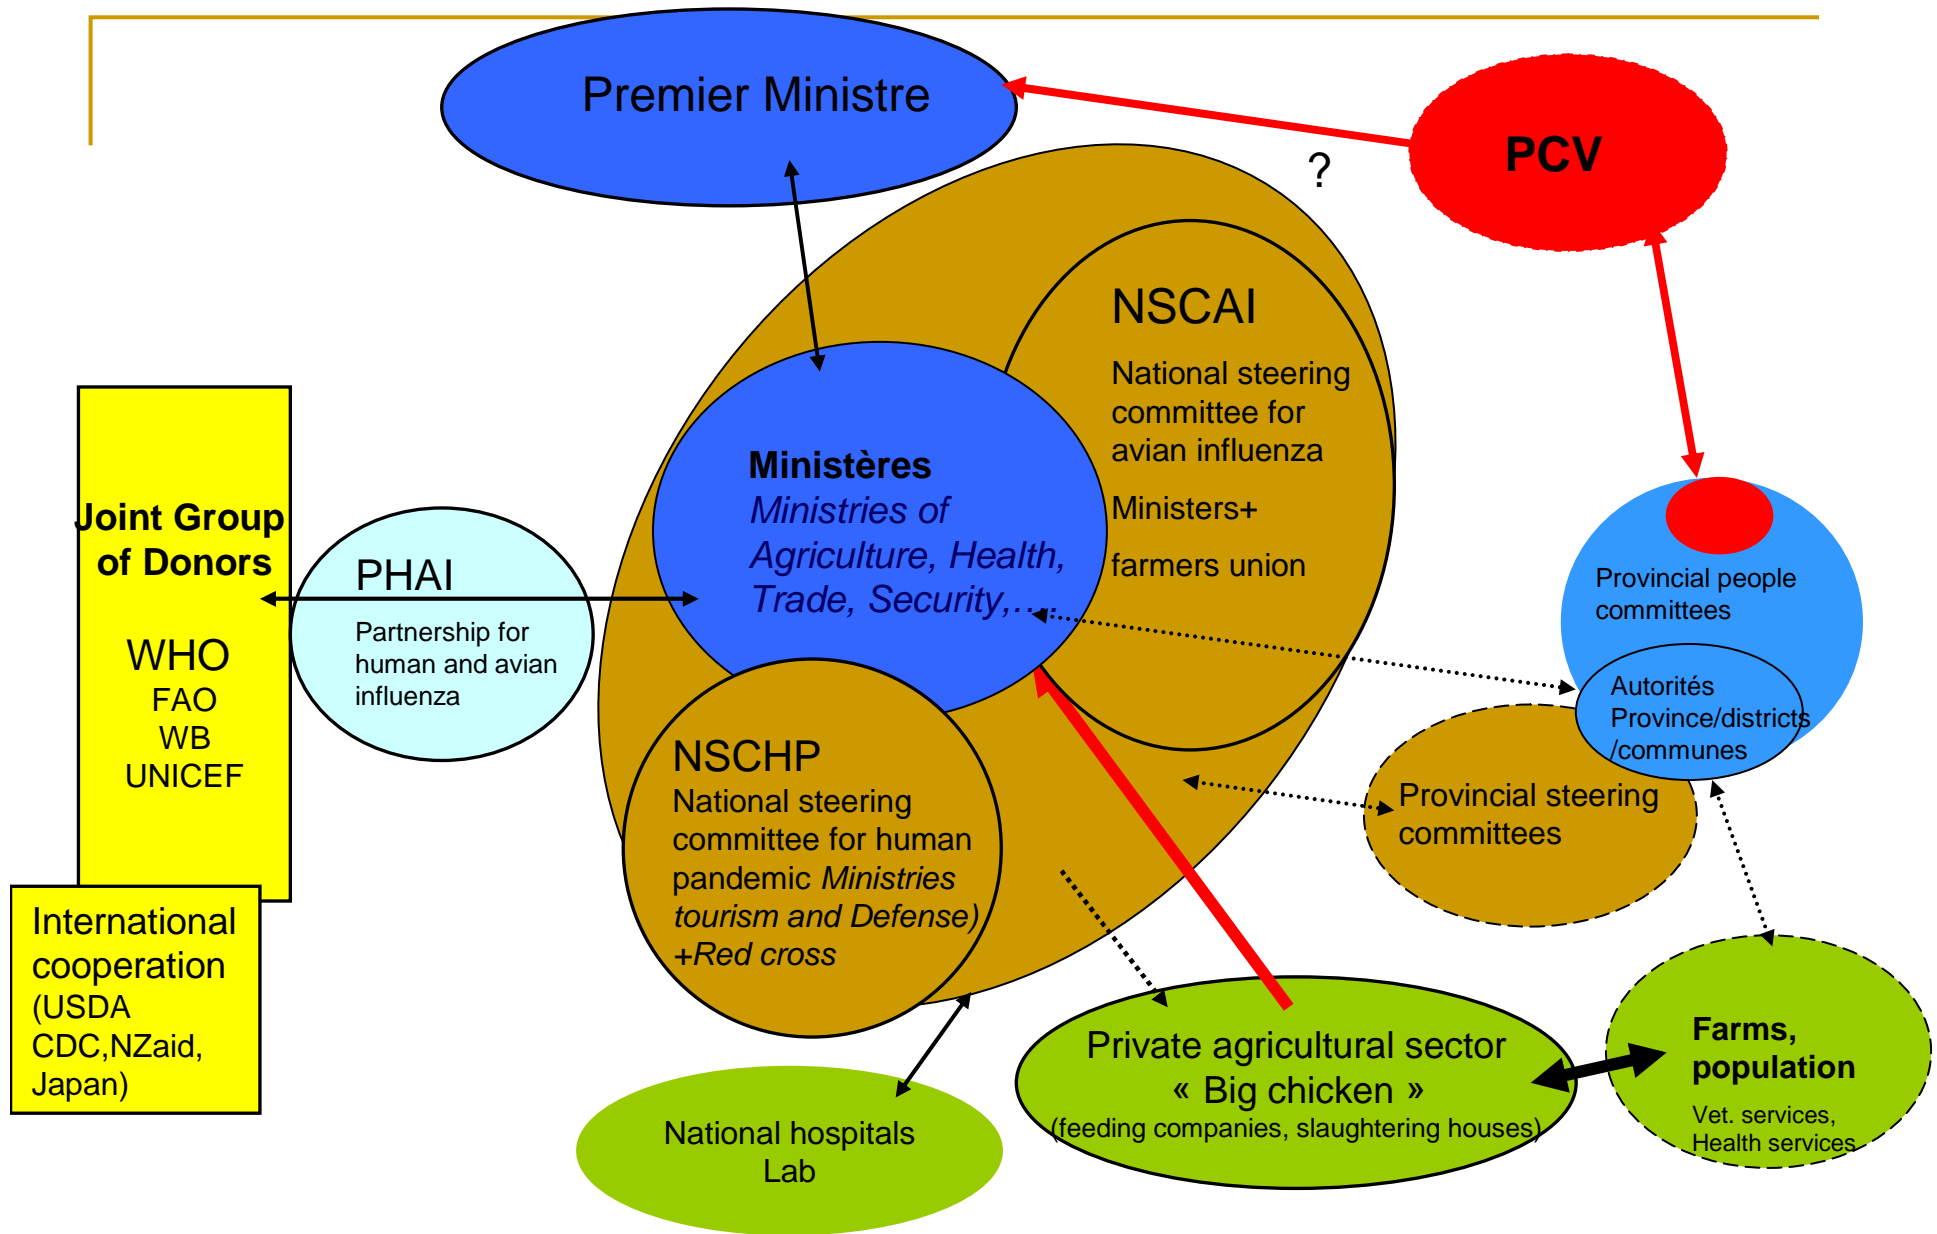 Premier Ministre
PCV
?
NSCAI
National steering
committee for
avian influenza
Ministers+
farmers union
Ministères
Ministries of
Agriculture, Health,
Trade, Security,….
Joint Group
of Donors
WHO
FAO
WB
UNICEF
PHAI
Partnership for
human and avian
influenza
Provincial people
committees
Autorités
Province/districts
/communes
NSCHP
National steering
committee for human
pandemic Ministries
tourism and Defense)
+Red cross
Provincial steering
committees
International
cooperation
(USDA
CDC,NZaid,
Japan)
Private agricultural sector
« Big chicken »
(feeding companies, slaughtering houses)
Farms,
population
Vet. services,
Health services
National hospitals
Lab